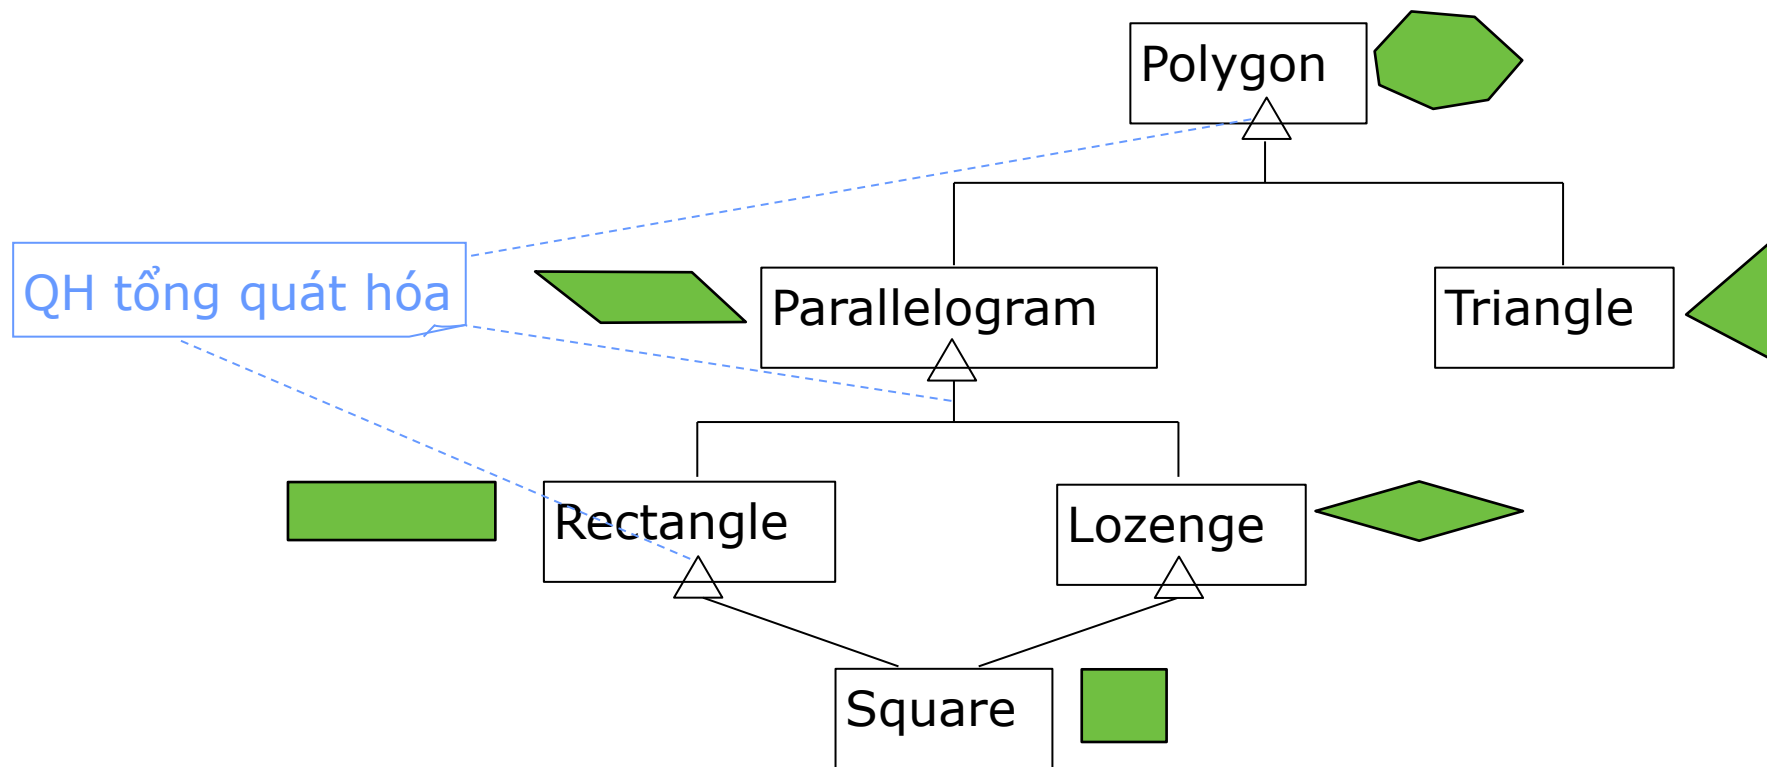 Polygon
QH tổng quát hóa
Parallelogram
Triangle
Rectangle
Lozenge
Square